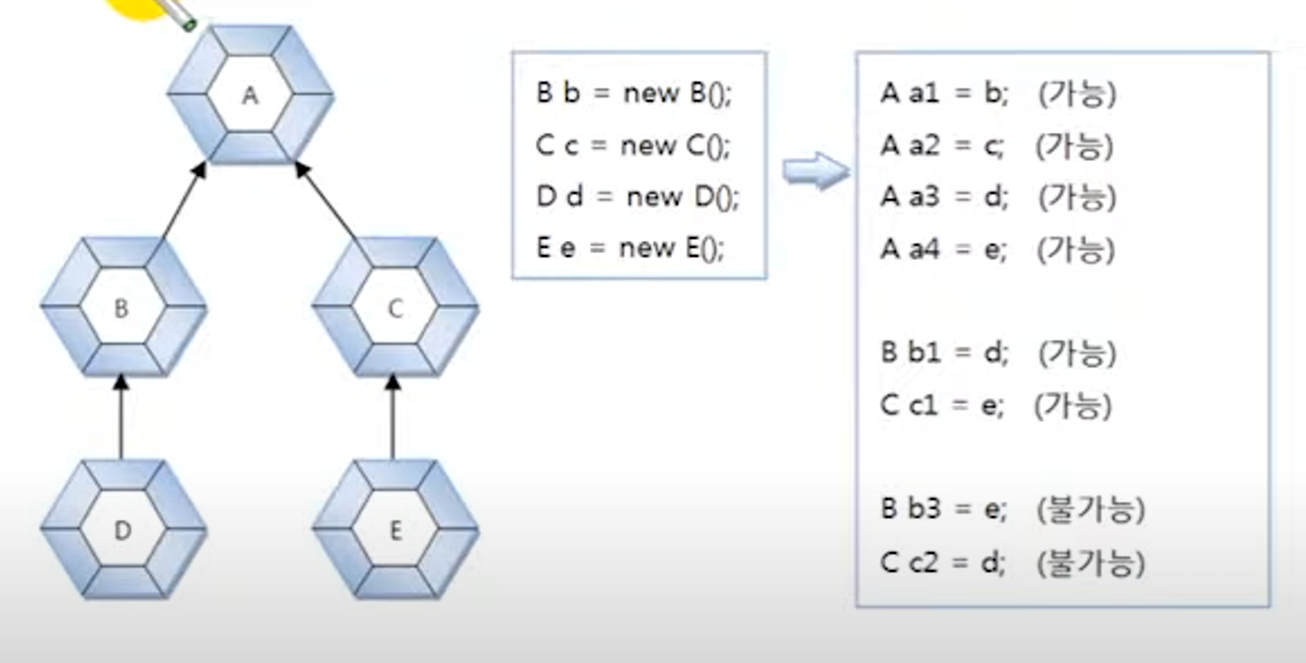 A
B
C
D
E
B b = new B();
C c = new C();
D d = new D();
E e = new E();
A a1 = b; (가능)
A a2 = c; (가능)
A a3 = d; (가능)
A a4 = e; (가능)
B b1 = d; (가능)
C c1 = e; (가능)
B b3 = e; (불가능)
C c2 = d; (불가능)